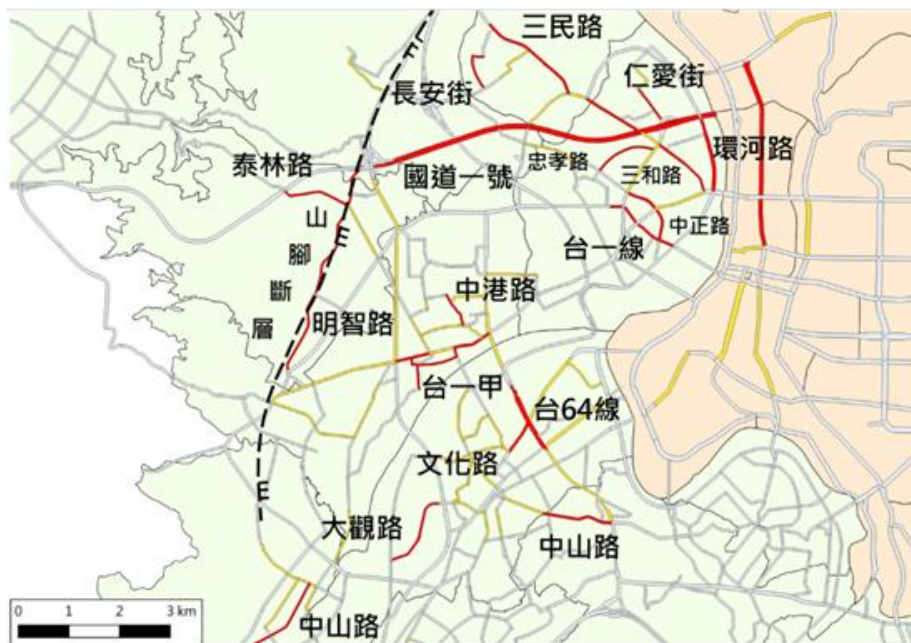 三民路
F
仁愛街
長安街
環河路
忠孝路
泰林路
國道一號
三和路
山腳斷層
E
中正路
台一線
中港路
明智路
台一甲
台64線
文化路
E
大觀路
中山路
0 1 2 3 km
中山路